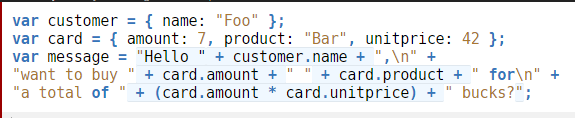 var customer = { name: "Foo" };
var card = { amount: 7, product: "Bar", unitprice: 42 };
var message = "Hello " + customer.name + ",\n" +
"want to buy " + card.amount + " " + card.product + " for\n" +
"a total of " + (card.amount * card.unitprice) + " bucks?";